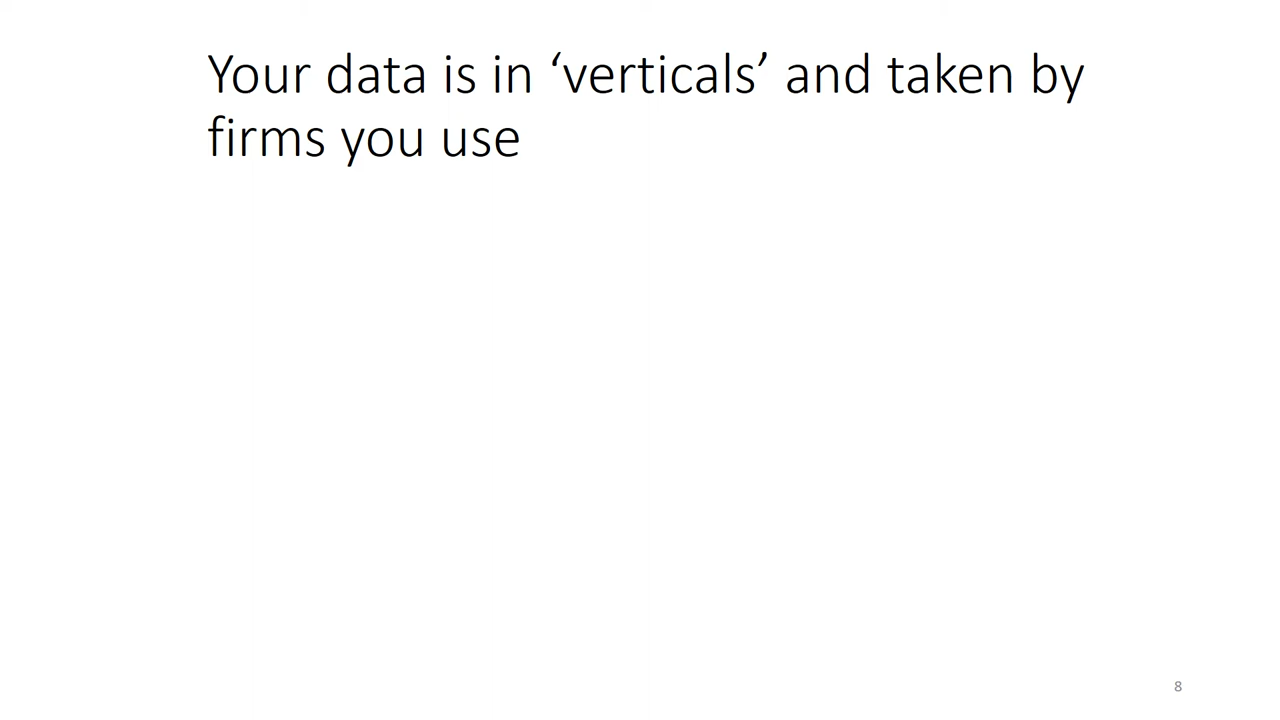 Your data is in ‘verticals’ and taken by
firms you use
8